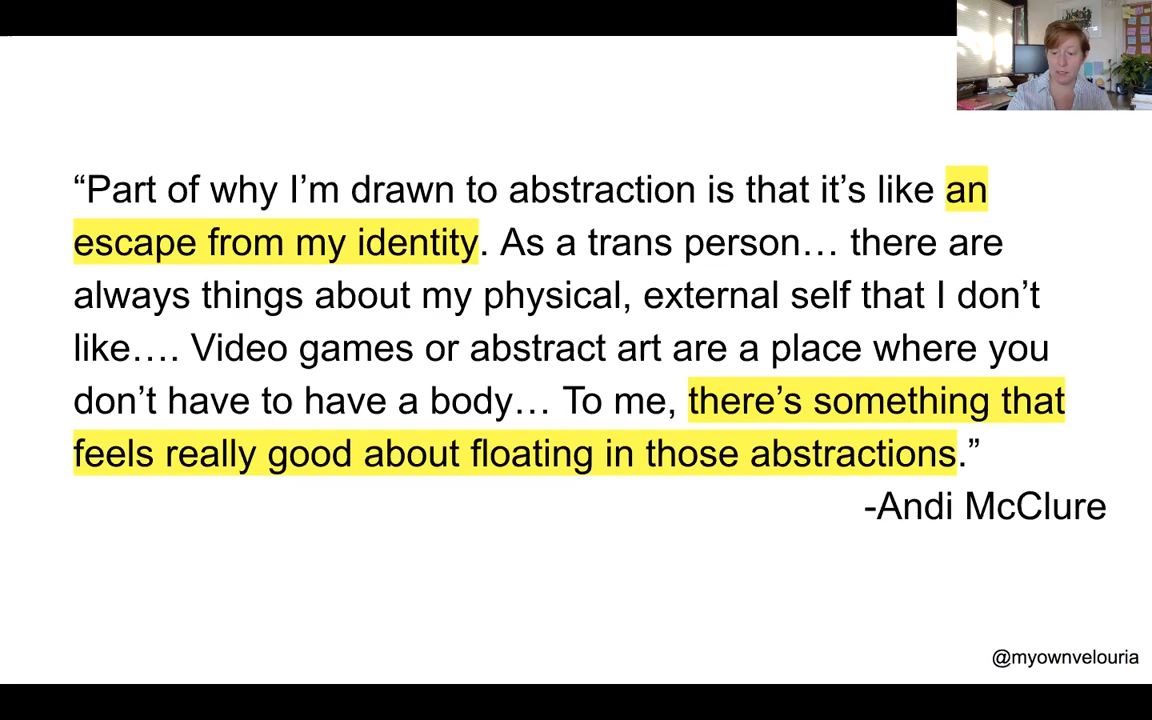 “Part of why I’m drawn to abstraction is that it’s like an
escape from my identity. As a trans person… there are
always things about my physical, external self that I don’t
like…. Video games or abstract art are a place where you
don’t have to have a body… To me, there’s something that
feels really good about floating in those abstractions.”
-Andi McClure
@myownvelouria